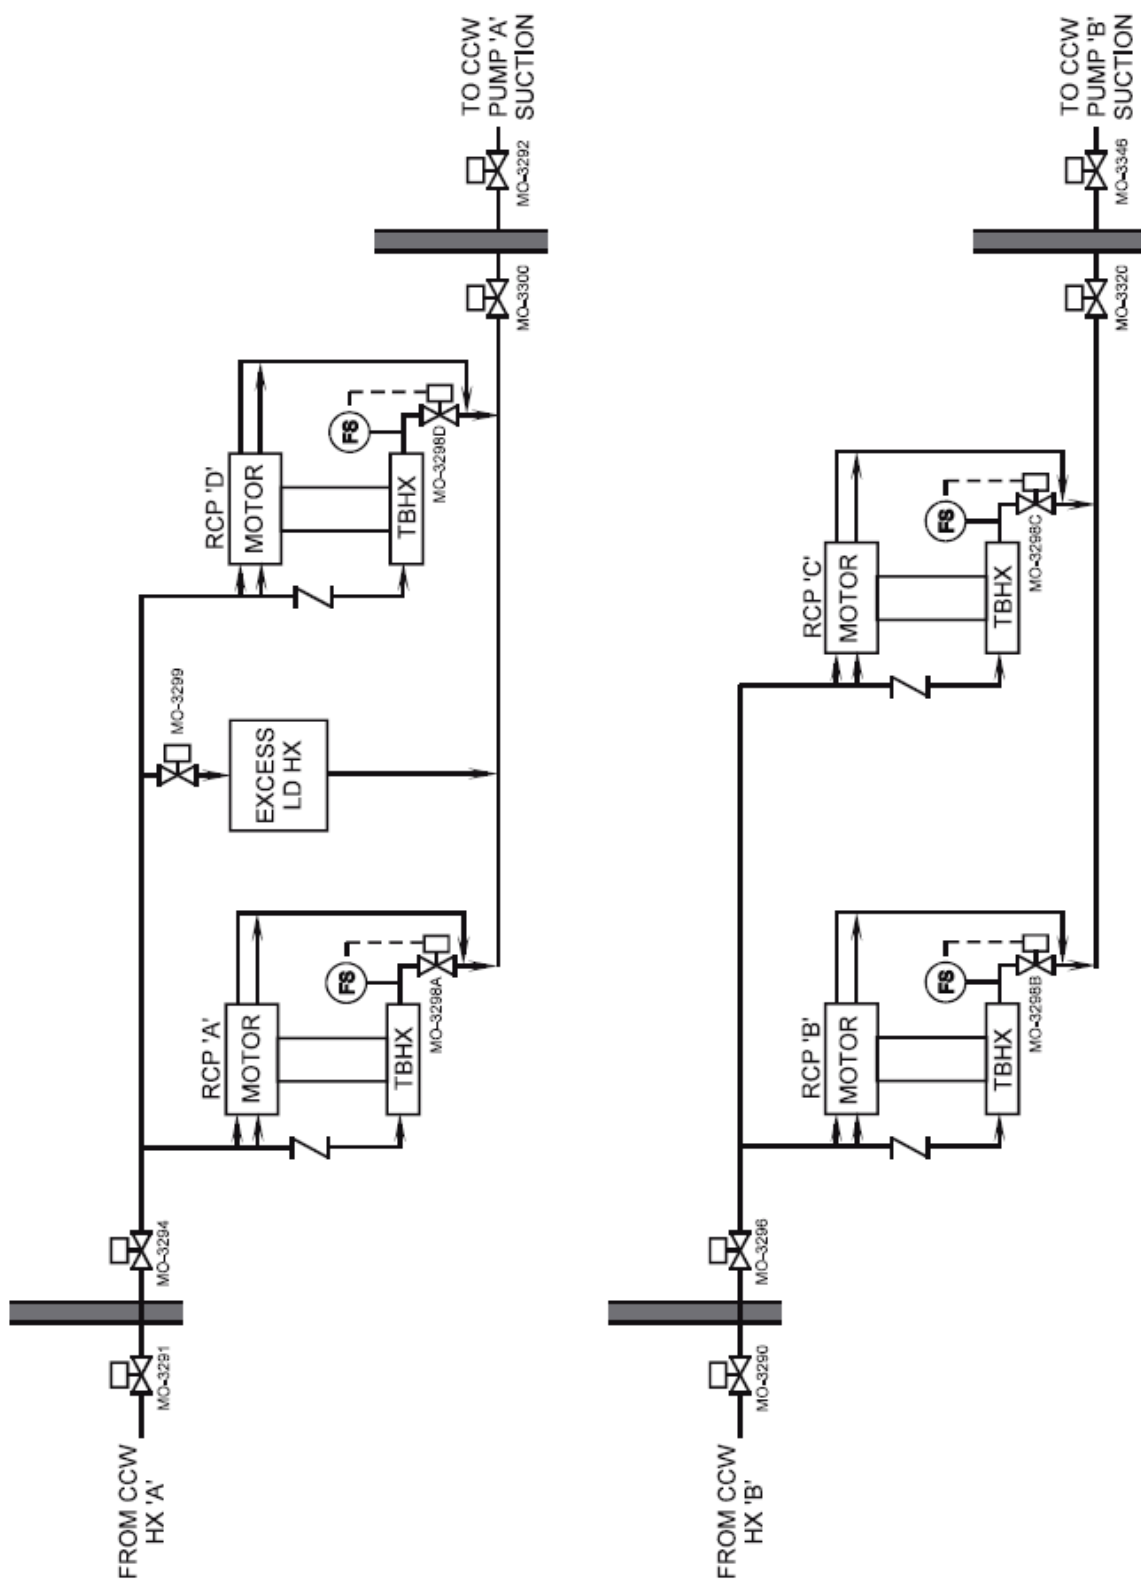 FROM CCW
HX 'A'
MO-3291
MO-3294
RCP 'A'
MOTOR
TBHX
FS
MO-3298A
MO-3299
EXCESS
LD HX
RCP 'D'
MOTOR
TBHX
FS
MO-3298D
MO-3300
MO-3292
TO CCW
PUMP 'A'
SUCTION
FROM CCW
HX 'B'
MO-3290
MO-3296
RCP 'B'
MOTOR
TBHX
FS
MO-3298B
RCP 'C'
MOTOR
TBHX
FS
MO-3298C
MO-3320
MO-3346
TO CCW
PUMP 'B'
SUCTION